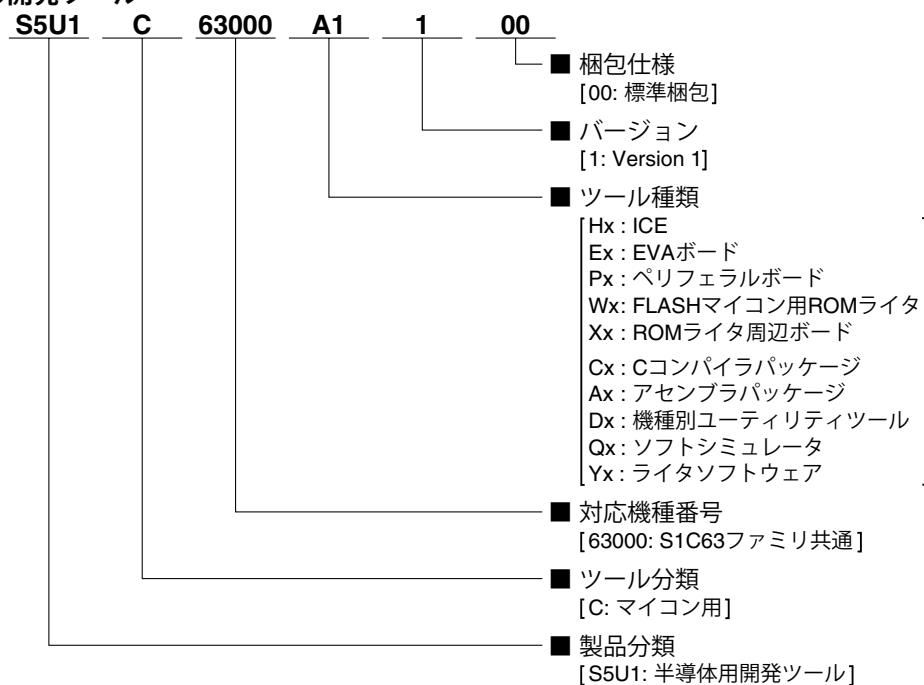 開発ツール
S5U1 C 63000 A1 1 00
■ 梱包仕様
[00: 標準梱包]
■ バージョン
[1: Version 1]
■ ツール種類
Hx : ICE
Ex : EVAボード
Px : ペリフェラルボード
Wx: FLASHマイコン用ROMライタ
Xx : ROMライタ周辺ボード
Cx : Cコンパイラパッケージ
Ax : アセンブラパッケージ
Dx : 機種別ユーティリティツール
Qx : ソフトシミュレータ
Yx : ライタソフトウェア
■ 対応機種番号
[63000: S1C63ファミリ共通]
■ ツール分類
[C: マイコン用]
■ 製品分類
[S5U1: 半導体用開発ツール]